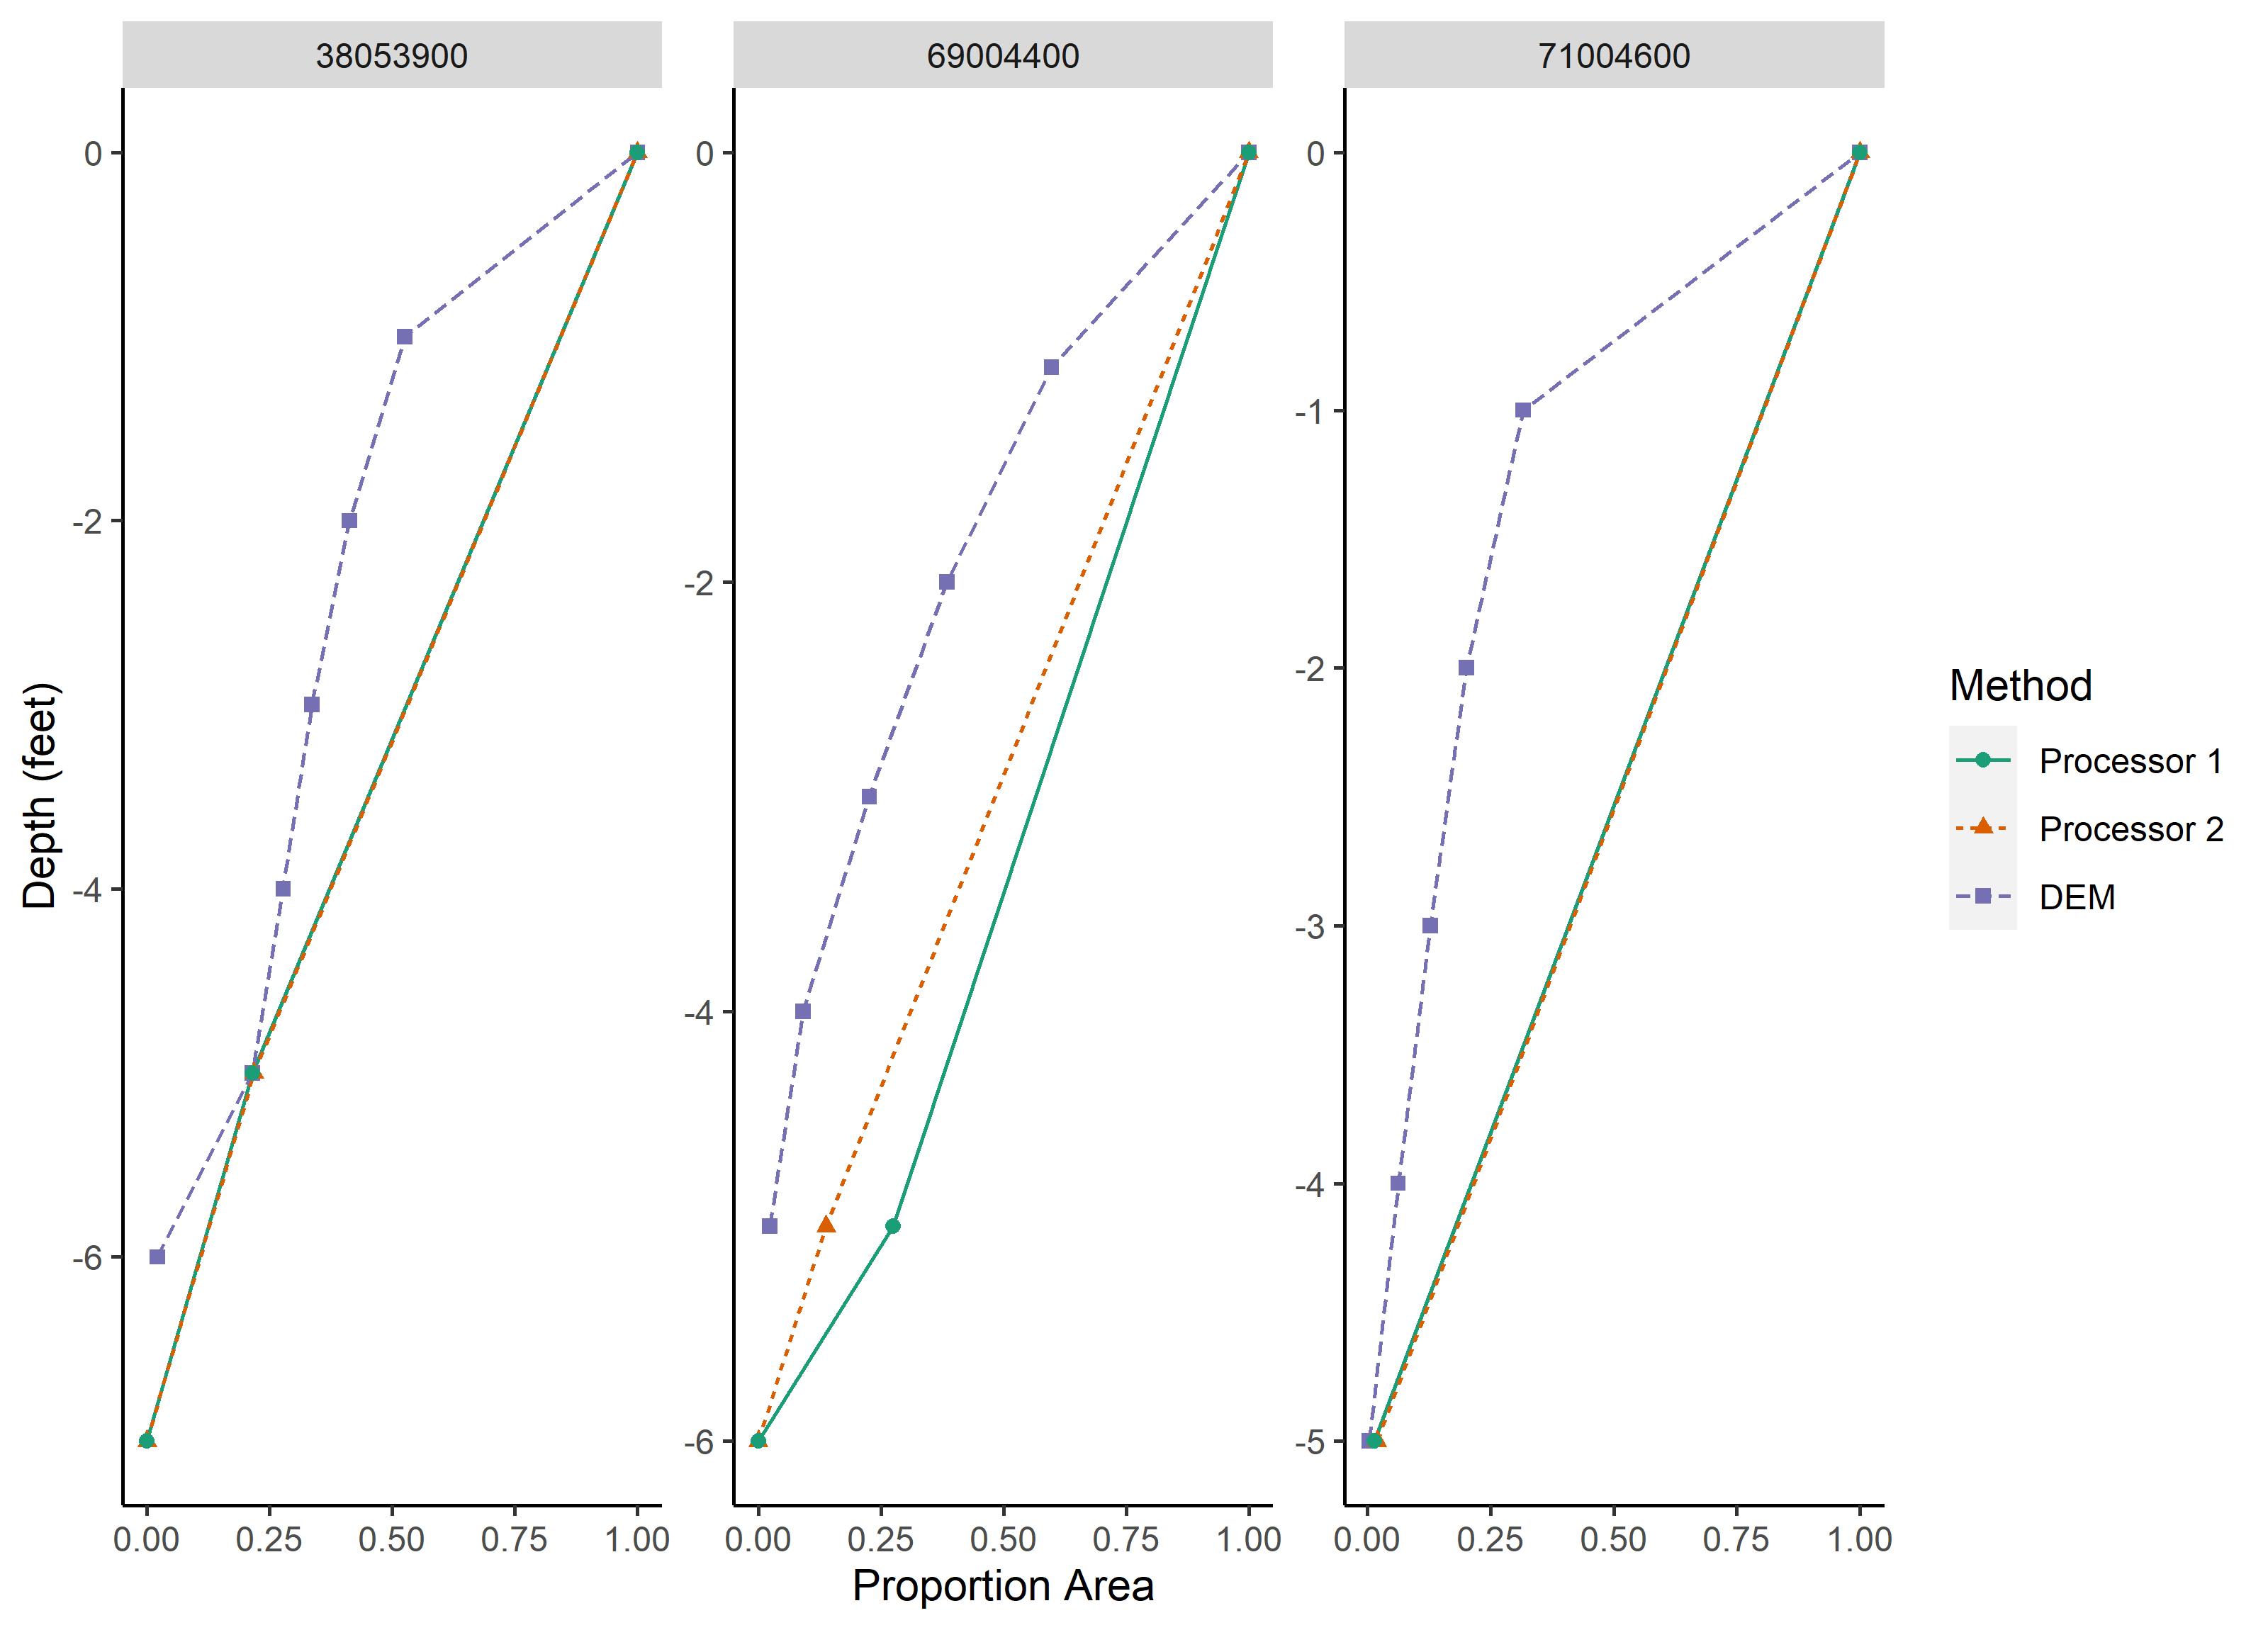 38053900 69004400 71004600
0 0 0
-1
-2 -2 -2
-3
-4 -4 -4
-6 -6 -5
Depth (feet)
0.00 0.25 0.50 0.75 1.00 0.00 0.25 0.50 0.75 1.00 0.00 0.25 0.50 0.75 1.00
Proportion Area
Method
Processor 1
Processor 2
DEM